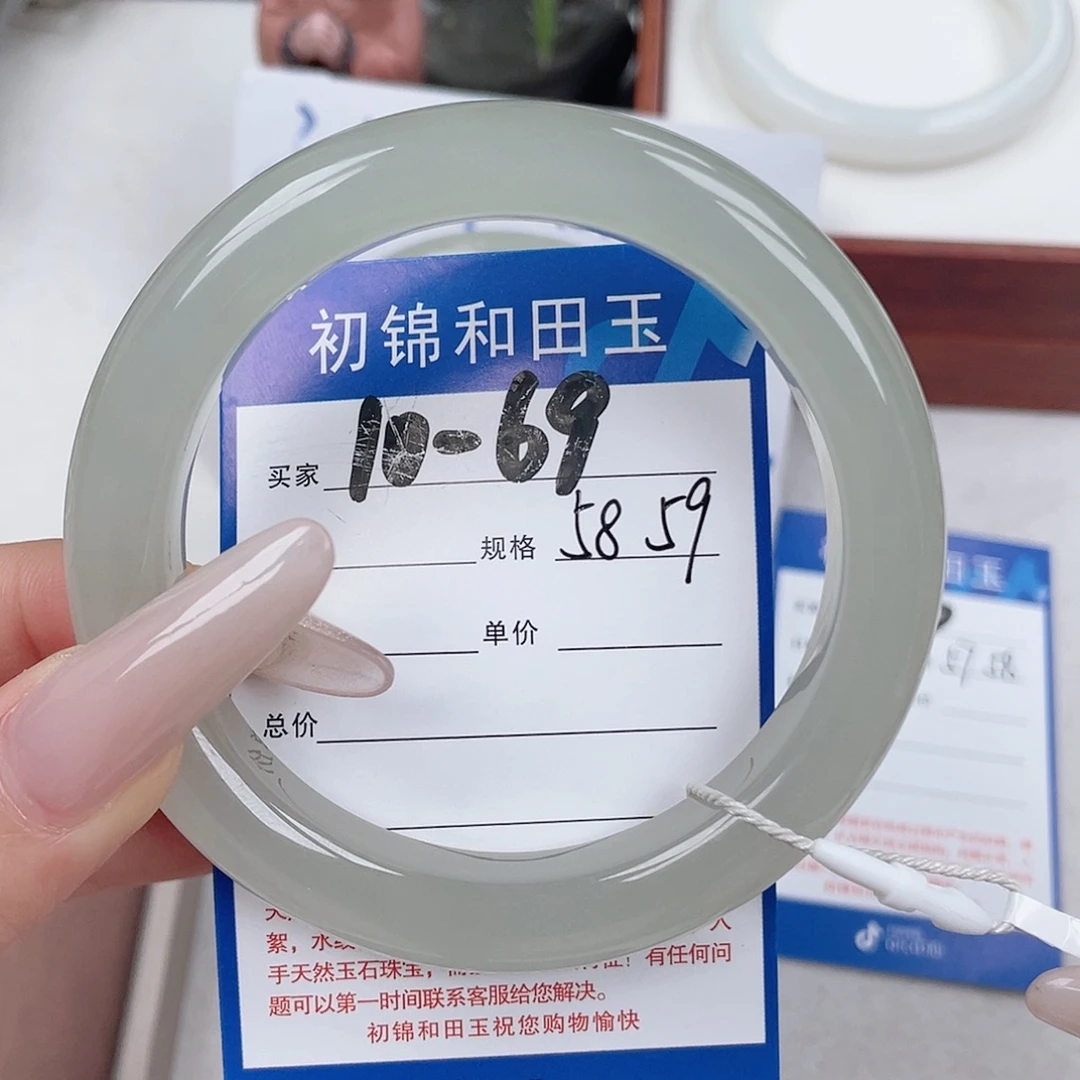 初锦和田玉
买家 10-69
规格 58 59
单价
总价
絮，水
手天然玉石珠宝， 有任何问
题可以第一时间联系客服给您解决。
初锦和田玉祝您购物愉快
田玉
57 58